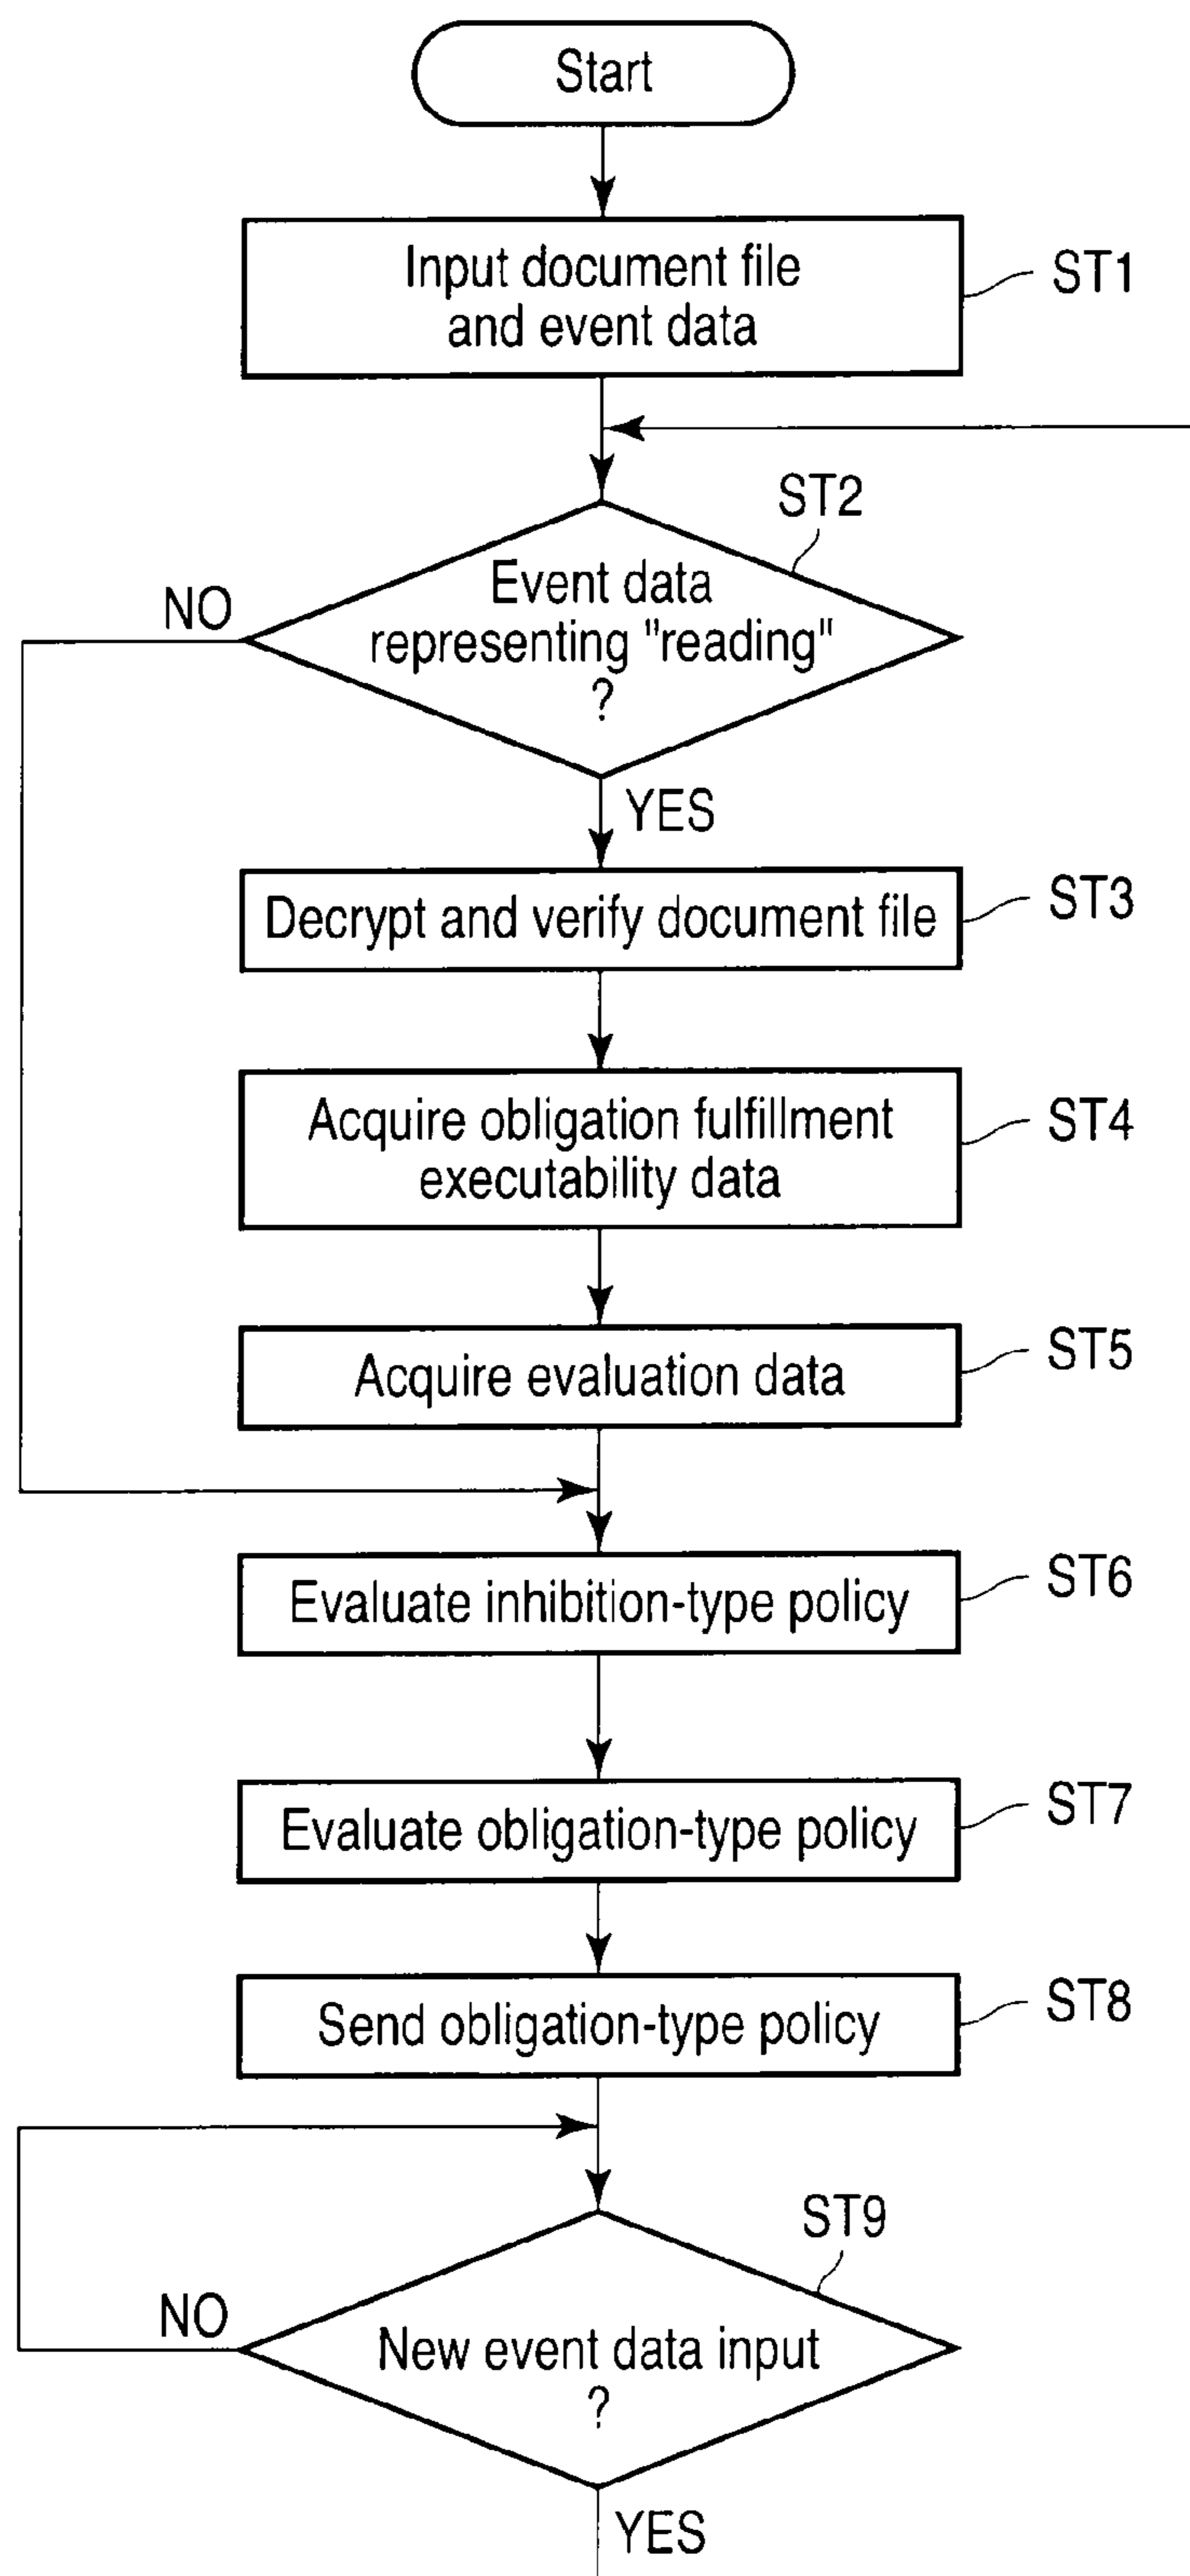 Start
Input document file
and event data
ST1
ST2
Event data
representing "reading"
?
NO
YES
Decrypt and verify document file
ST3
Acquire obligation fulfillment
executability data
ST4
Acquire evaluation data
ST5
Evaluate inhibition-type policy
ST6
Evaluate obligation-type policy
ST7
Send obligation-type policy
ST8
ST9
NO
New event data input
?
YES